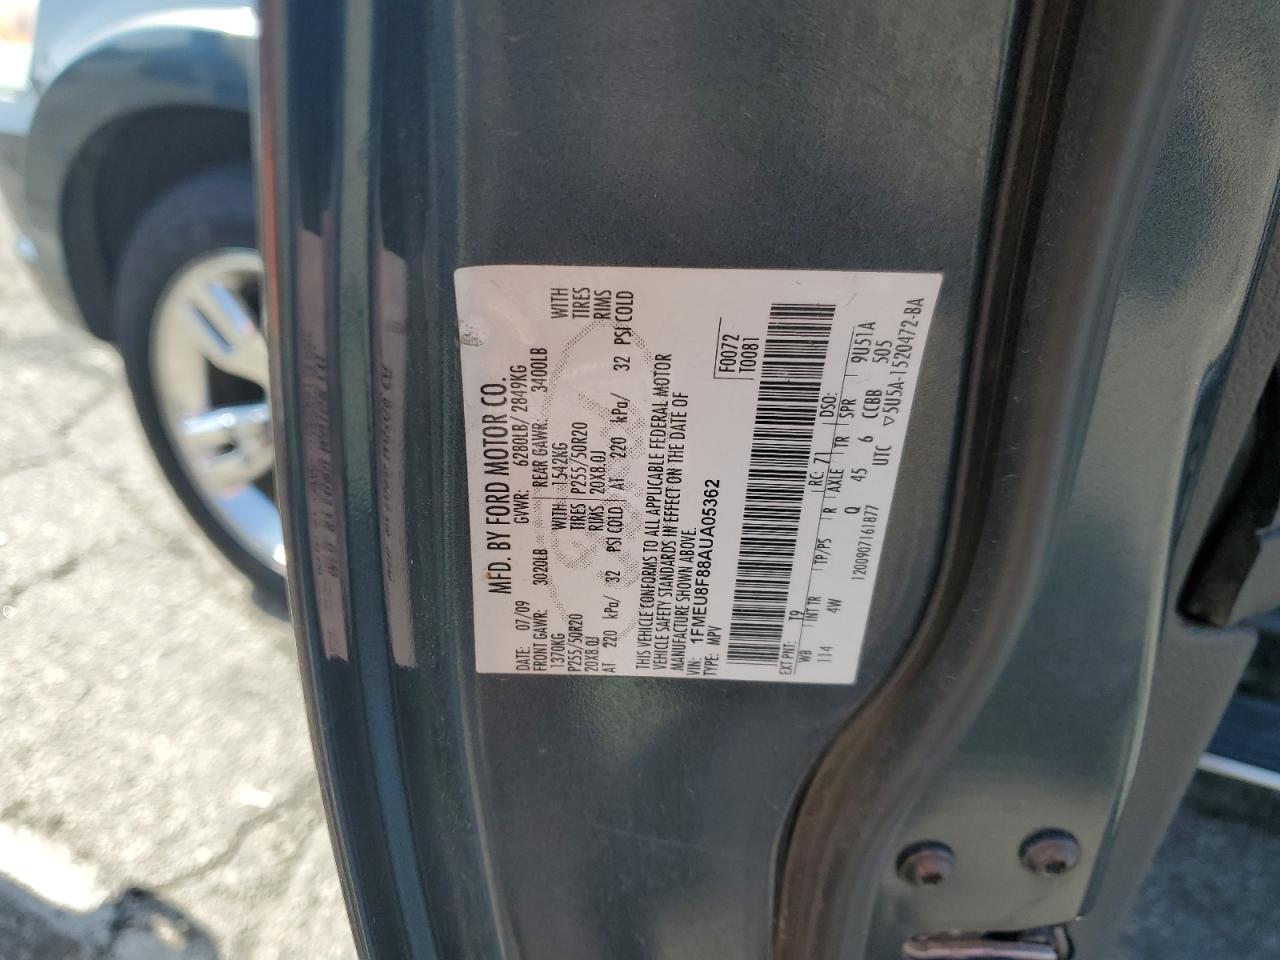 MFD. BY FORD MOTOR CO.
DATE: 07/09 GVWR: 6280LB/ 2849KG
FRONT GAWR: 3020LB REAR GAWR: 3400LB
1370KG WITH 1542KG WITH
P255/50R20 TIRES P255/50R20 TIRES
20X8.0J RIMS 20X8.0J RIMS
AT 220 kPa/ 32 PSI COLD AT 220 kPa/ 32 PSI COLD
THIS VEHICLE CONFORMS TO ALL APPLICABLE FEDERAL MOTOR
VEHICLE SAFETY STANDARDS IN EFFECT ON THE DATE OF
MANUFACTURE SHOWN ABOVE.
VIN: 1FMEU8F88AUA05362
TYPE: MPV
F0072
T0081
EXT PNT: T9 RC: 71 DSO:
WB INT TR TP/PS R AXLE TR SPR
114 4W Q 45 6 CCBB 9U51A
UTC 505
1200907161877 ▽5U5A-1520472-BA